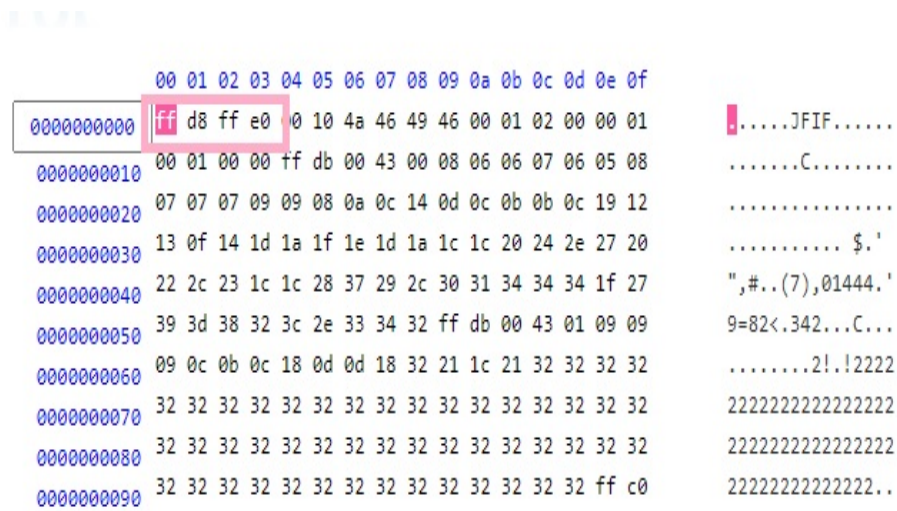 00 01 02 03 04 05 06 07 08 09 0a 0b 0c 0d 0e 0f
0000000000 ff d8 ff e0 00 10 4a 46 49 46 00 01 02 00 00 01 ......JFIF......
0000000010 00 01 00 00 ff db 00 43 00 08 06 06 07 06 05 08 .......C........
0000000020 07 07 07 09 09 08 0a 0c 14 0d 0c 0b 0b 0c 19 12 ................
0000000030 13 0f 14 1d 1a 1f 1e 1d 1a 1c 1c 20 24 2e 27 20 ........... $.'
0000000040 22 2c 23 1c 1c 28 37 29 2c 30 31 34 34 34 1f 27 ",#..(7),01444.'
0000000050 39 3d 38 32 3c 2e 33 34 32 ff db 00 43 01 09 09 9=82<.342...C...
0000000060 09 0c 0b 0c 18 0d 0d 18 32 21 1c 21 32 32 32 32 ........2!.!2222
0000000070 32 32 32 32 32 32 32 32 32 32 32 32 32 32 32 32 2222222222222222
0000000080 32 32 32 32 32 32 32 32 32 32 32 32 32 32 32 32 2222222222222222
0000000090 32 32 32 32 32 32 32 32 32 32 32 32 32 32 ff c0 22222222222222..